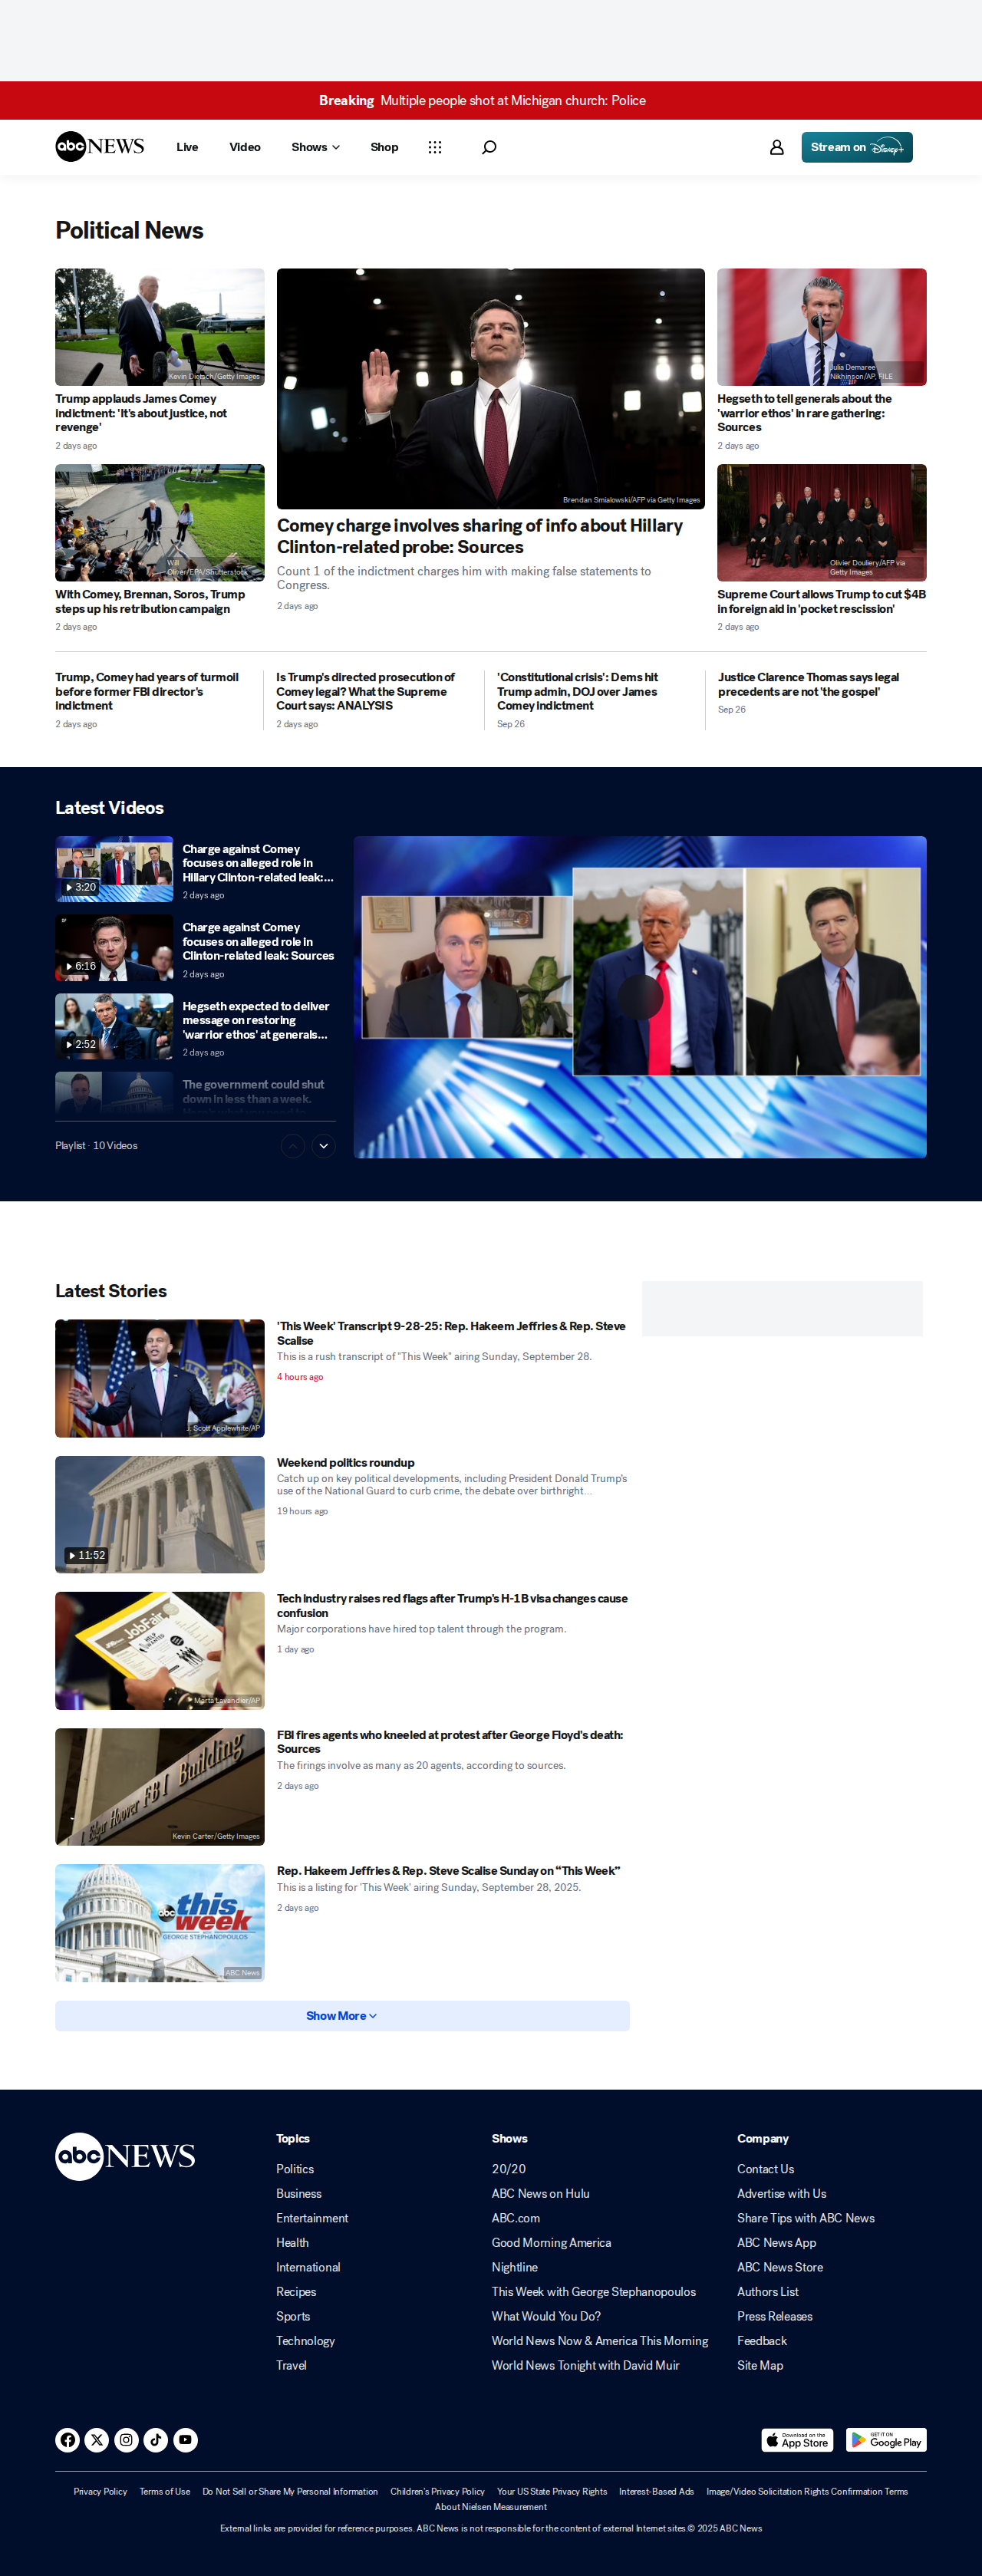 Breaking Multiple people shot at Michigan church: Police
abc NEWS
Live
Video
Shows
Shop
Stream on Disney+
Political News
Kevin Dietsch/Getty Images
Trump applauds James Comey
indictment: 'It's about justice, not
revenge'
2 days ago
Will
Oliver/EPA/Shutterstock
With Comey, Brennan, Soros, Trump
steps up his retribution campaign
2 days ago
Brendan Smialowski/AFP via Getty Images
Comey charge involves sharing of info about Hillary
Clinton-related probe: Sources
Count 1 of the indictment charges him with making false statements to
Congress.
2 days ago
Julia Demaree
Nikhinson/AP, FILE
Hegseth to tell generals about the
'warrior ethos' in rare gathering:
Sources
2 days ago
Olivier Douliery/AFP via
Getty Images
Supreme Court allows Trump to cut $4B
in foreign aid in 'pocket rescission'
2 days ago
Trump, Comey had years of turmoil
before former FBI director's
indictment
2 days ago
Is Trump's directed prosecution of
Comey legal? What the Supreme
Court says: ANALYSIS
2 days ago
'Constitutional crisis': Dems hit
Trump admin, DOJ over James
Comey indictment
Sep 26
Justice Clarence Thomas says legal
precedents are not 'the gospel'
Sep 26
Latest Videos
3:20
Charge against Comey
focuses on alleged role in
Hillary Clinton-related leak:...
2 days ago
6:16
Charge against Comey
focuses on alleged role in
Clinton-related leak: Sources
2 days ago
2:52
Hegseth expected to deliver
message on restoring
'warrior ethos' at generals...
2 days ago
The government could shut
down in less than a week.
Playlist · 10 Videos
Latest Stories
J. Scott Applewhite/AP
'This Week' Transcript 9-28-25: Rep. Hakeem Jeffries & Rep. Steve
Scalise
This is a rush transcript of "This Week" airing Sunday, September 28.
4 hours ago
11:52
Weekend politics roundup
Catch up on key political developments, including President Donald Trump's
use of the National Guard to curb crime, the debate over birthright...
19 hours ago
JobFair
HELP WANTED
Marta Lavandier/AP
Tech industry raises red flags after Trump's H-1B visa changes cause
confusion
Major corporations have hired top talent through the program.
1 day ago
J. Edgar Hoover FBI Building
Kevin Carter/Getty Images
FBI fires agents who kneeled at protest after George Floyd's death:
Sources
The firings involve as many as 20 agents, according to sources.
2 days ago
abc this week
GEORGE STEPHANOPOULOS
ABC News
Rep. Hakeem Jeffries & Rep. Steve Scalise Sunday on “This Week”
This is a listing for 'This Week' airing Sunday, September 28, 2025.
2 days ago
Show More
abc NEWS
Topics
Politics
Business
Entertainment
Health
International
Recipes
Sports
Technology
Travel
Shows
20/20
ABC News on Hulu
ABC.com
Good Morning America
Nightline
This Week with George Stephanopoulos
What Would You Do?
World News Now & America This Morning
World News Tonight with David Muir
Company
Contact Us
Advertise with Us
Share Tips with ABC News
ABC News App
ABC News Store
Authors List
Press Releases
Feedback
Site Map
Download on the
App Store
GET IT ON
Google Play
Privacy Policy
Terms of Use
Do Not Sell or Share My Personal Information
Children's Privacy Policy
Your US State Privacy Rights
Interest-Based Ads
Image/Video Solicitation Rights Confirmation Terms
About Nielsen Measurement
External links are provided for reference purposes. ABC News is not responsible for the content of external Internet sites.© 2025 ABC News